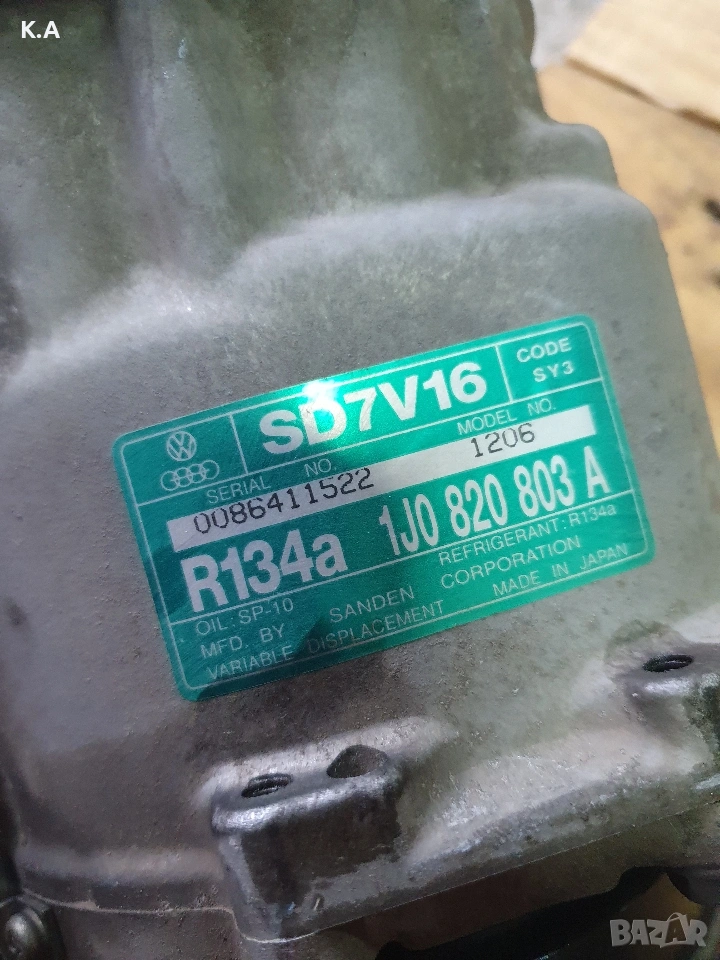 K.A
SD7V16
CODE
SY3
SERIAL NO.
MODEL NO.
0086411522
1206
R134a 1J0 820 803 A
OIL: SP-10
REFRIGERANT: R134a
MFD. BY SANDEN CORPORATION
VARIABLE DISPLACEMENT
MADE IN JAPAN
BAZAR